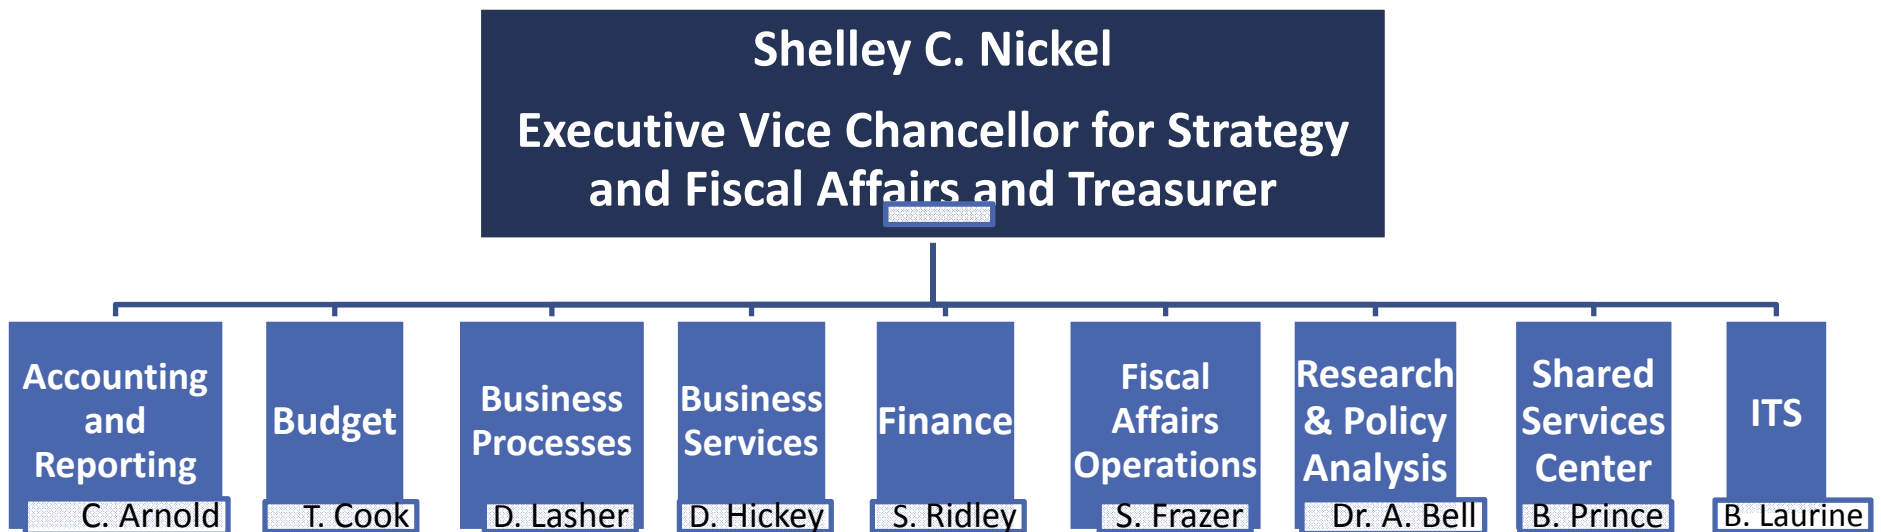 Shelley C. Nickel
Executive Vice Chancellor for Strategy
and Fiscal Affairs and Treasurer
Accounting
and
Reporting
C. Arnold
Budget
T. Cook
Business
Processes
D. Lasher
Business
Services
D. Hickey
Finance
S. Ridley
Fiscal
Affairs
Operations
S. Frazer
Research
& Policy
Analysis
Dr. A. Bell
Shared
Services
Center
B. Prince
ITS
B. Laurine